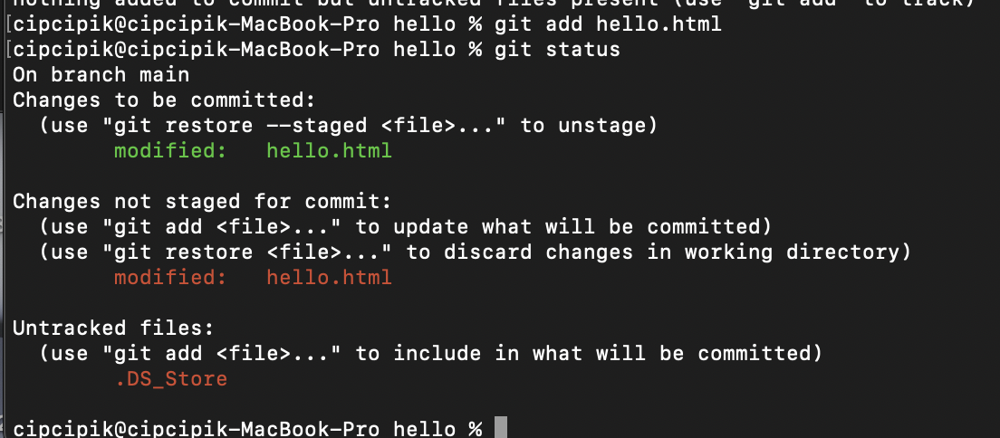 nothing added to commit but untracked files present (use "git add" to track)
[cipcipik@cipcipik-MacBook-Pro hello % git add hello.html
[cipcipik@cipcipik-MacBook-Pro hello % git status
On branch main
Changes to be committed:
  (use "git restore --staged <file>..." to unstage)
        modified:   hello.html

Changes not staged for commit:
  (use "git add <file>..." to update what will be committed)
  (use "git restore <file>..." to discard changes in working directory)
        modified:   hello.html

Untracked files:
  (use "git add <file>..." to include in what will be committed)
        .DS_Store

cipcipik@cipcipik-MacBook-Pro hello %